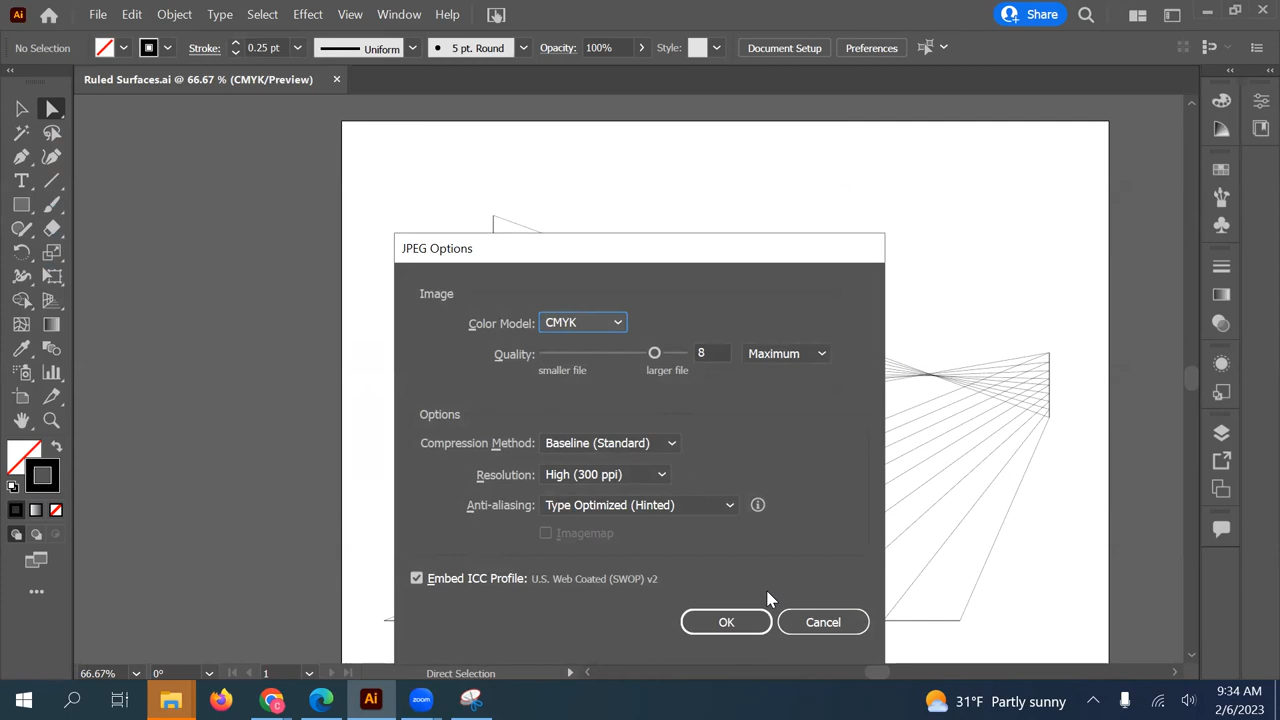 Ai File Edit Object Type Select Effect View Window Help Share
No Selection Stroke: 0.25 pt Uniform 5 pt. Round Opacity: 100% Style: Document Setup Preferences
Ruled Surfaces.ai @ 66.67 % (CMYK/Preview) ×
JPEG Options
Image
Color Model: CMYK
Quality: 8 Maximum
smaller file larger file
Options
Compression Method: Baseline (Standard)
Resolution: High (300 ppi)
Anti-aliasing: Type Optimized (Hinted)
Imagemap
Embed ICC Profile: U.S. Web Coated (SWOP) v2
OK Cancel
66.67% 0° 1 Direct Selection
Ai zoom 31°F Partly sunny 9:34 AM
2/6/2023